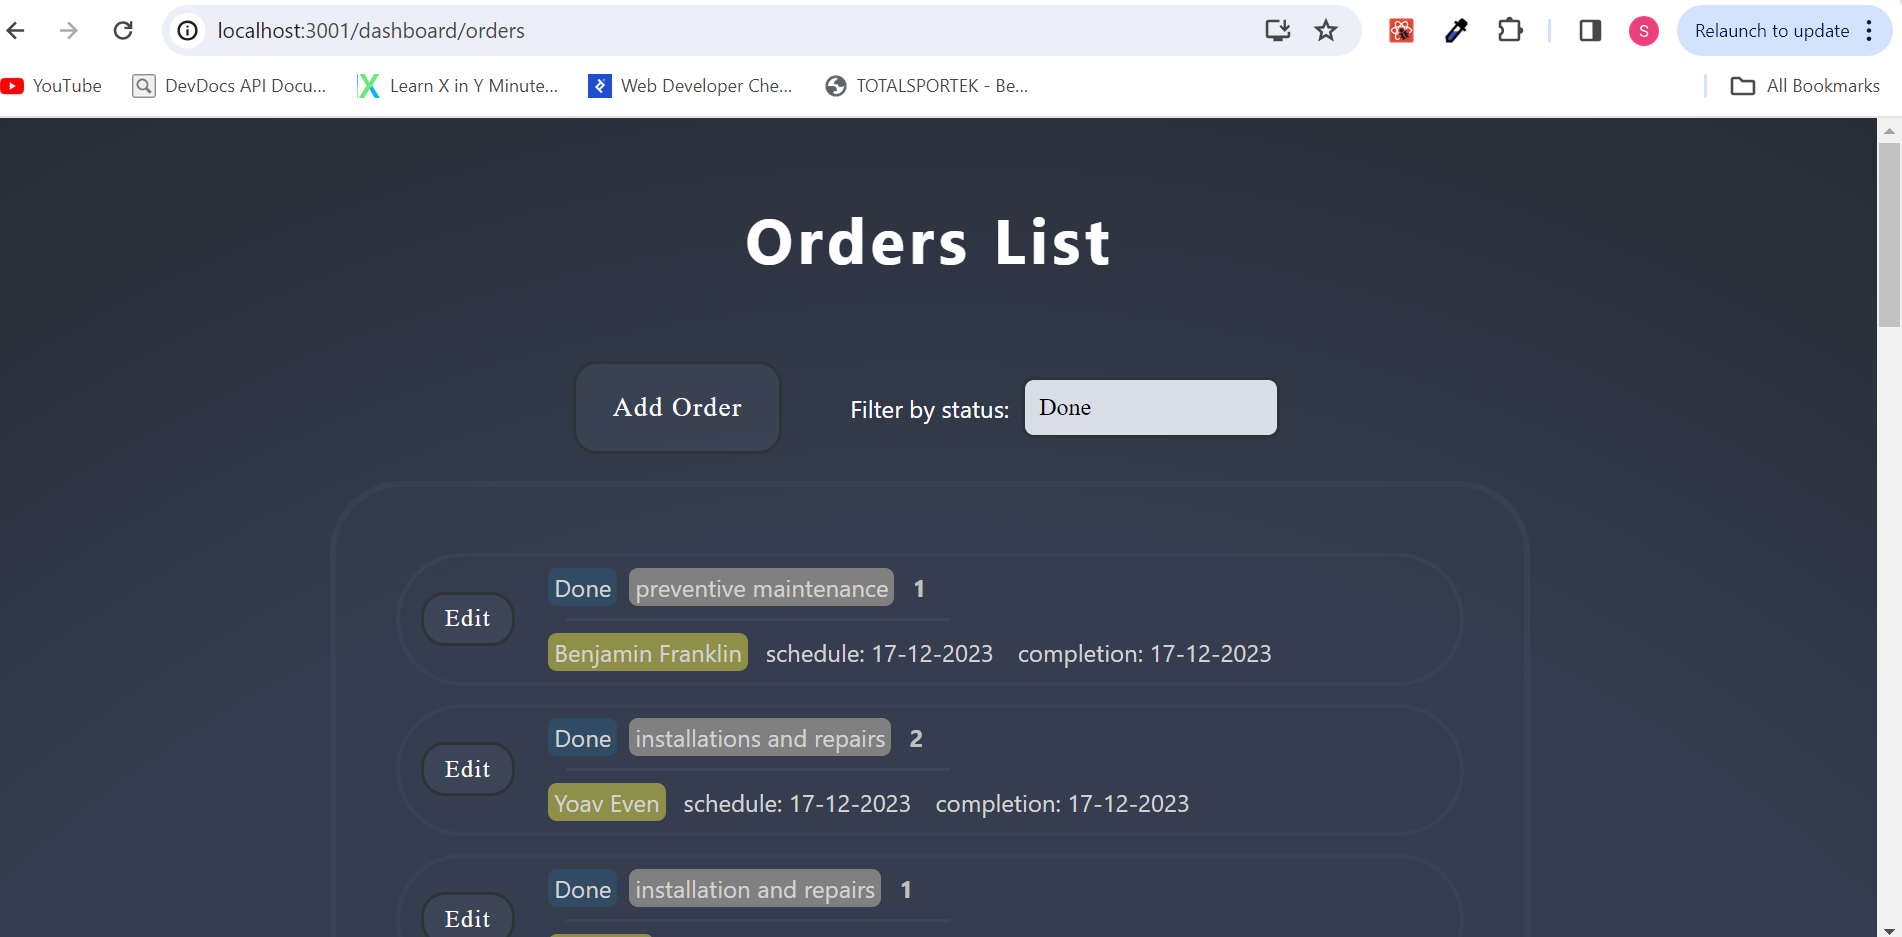 localhost:3001/dashboard/orders
S
Relaunch to update
YouTube
DevDocs API Docu...
Learn X in Y Minute...
Web Developer Che...
TOTALSPORTEK - Be...
All Bookmarks
Orders List
Add Order
Filter by status:
Done
Edit
Done preventive maintenance 1
Benjamin Franklin schedule: 17-12-2023 completion: 17-12-2023
Edit
Done installations and repairs 2
Yoav Even schedule: 17-12-2023 completion: 17-12-2023
Edit
Done installation and repairs 1